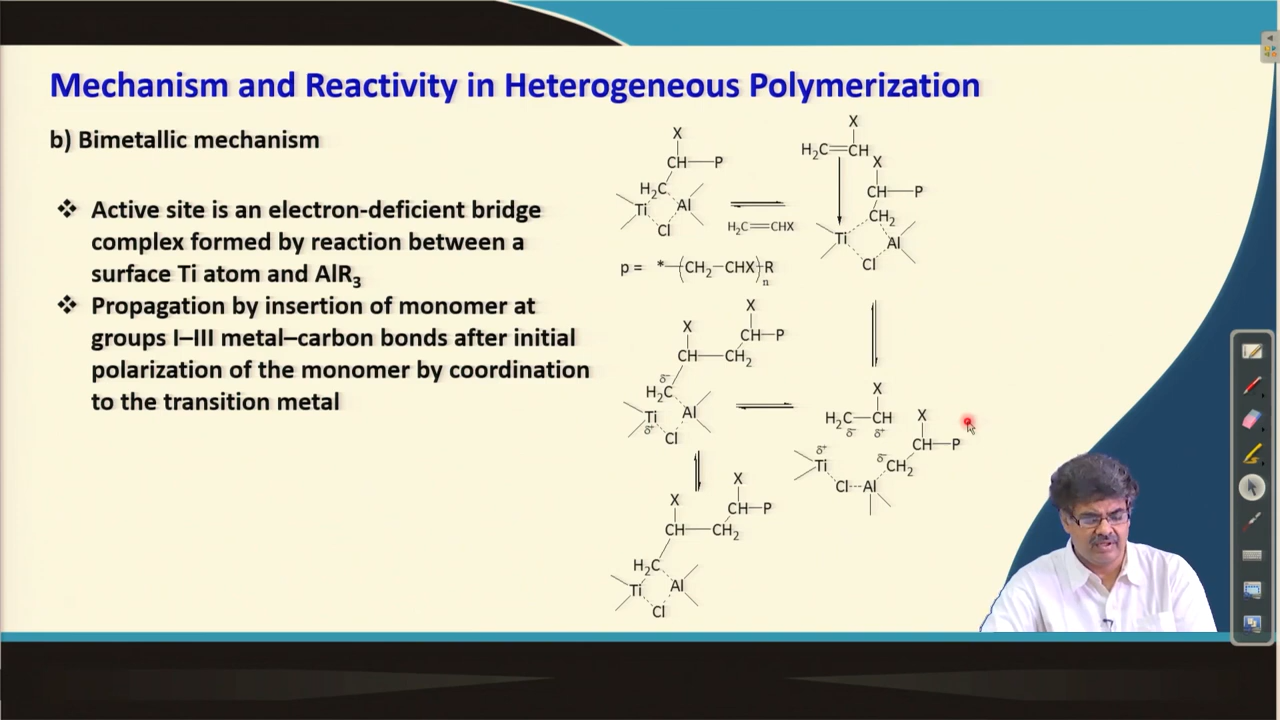 Mechanism and Reactivity in Heterogeneous Polymerization
b) Bimetallic mechanism
❖ Active site is an electron-deficient bridge
complex formed by reaction between a
surface Ti atom and AlR₃
❖ Propagation by insertion of monomer at
groups I–III metal–carbon bonds after initial
polarization of the monomer by coordination
to the transition metal
X
CH—P
H₂C
Ti Al
Cl
H₂C=CHX
X
H₂C=CH
X
CH—P
CH₂
Ti Al
Cl
p = *—(CH₂–CHX)R
n
X
X
CH—P
CH—CH₂
δ⁻
H₂C
Ti Al
δ⁺
Cl
X
H₂C—CH
δ⁻ δ⁺
X
CH—P
δ⁺ δ⁻
Ti CH₂
Cl---Al
X
X
CH—P
CH—CH₂
H₂C
Ti Al
Cl